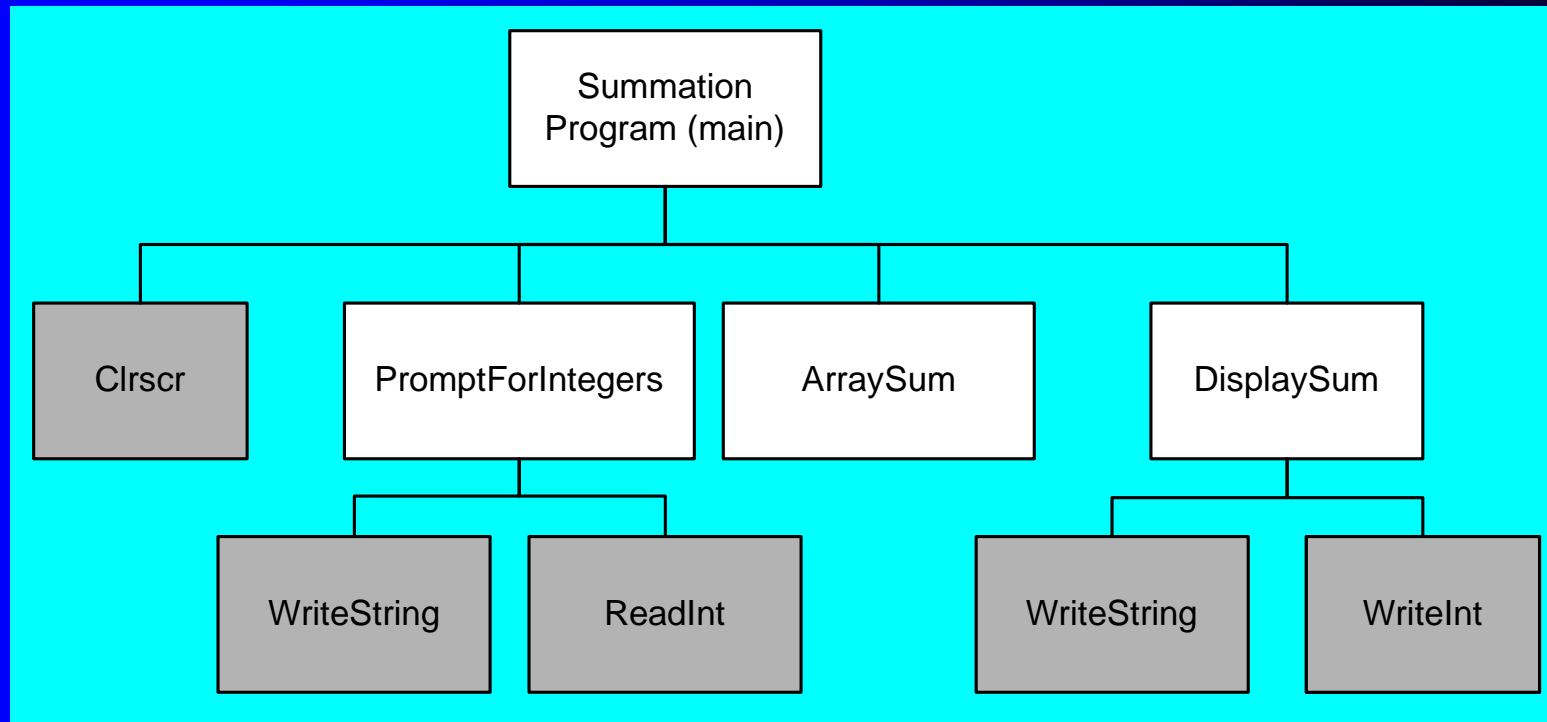 Summation
Program (main)
Clrscr
PromptForIntegers
ArraySum
DisplaySum
WriteString
ReadInt
WriteString
WriteInt